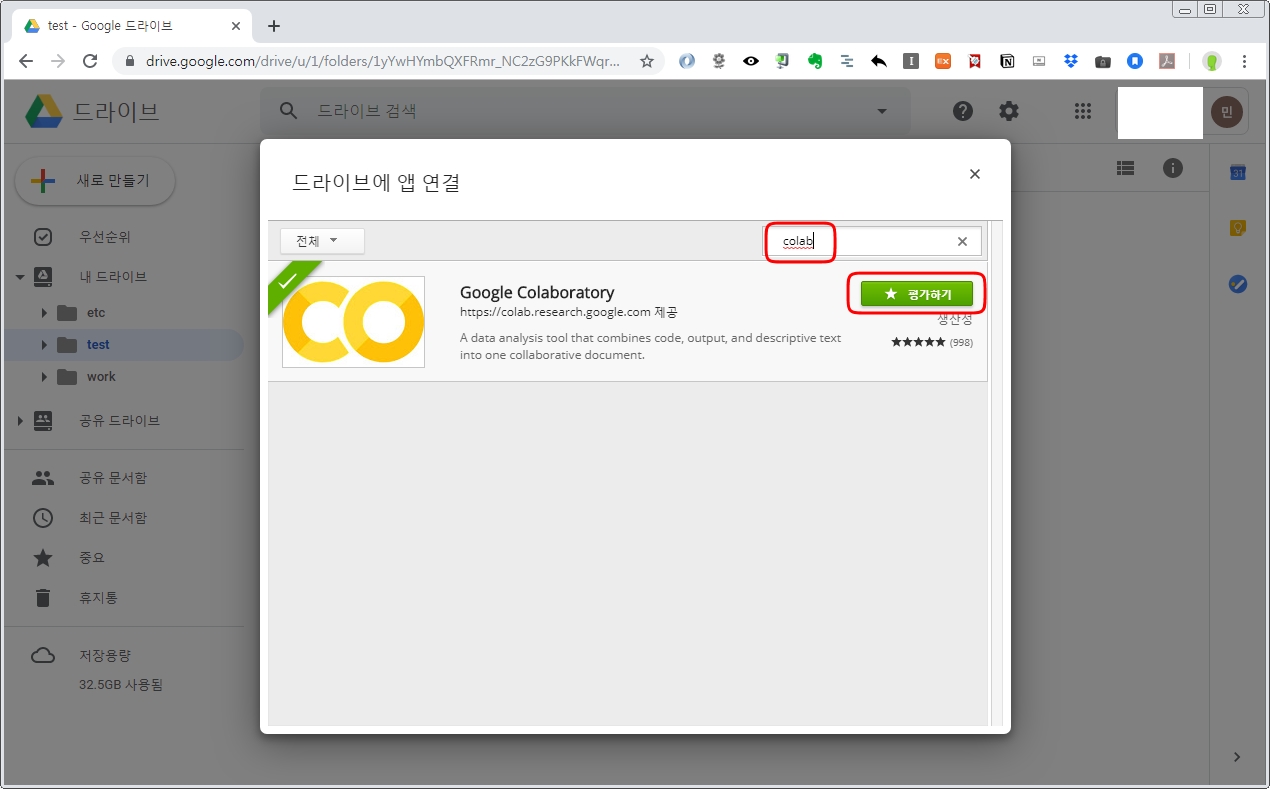 test - Google 드라이브
drive.google.com/drive/u/1/folders/1yYwHYmbQXFRmr_NC2zG9PKkFWqr...
드라이브
드라이브 검색
민
새로 만들기
우선순위
내 드라이브
etc
test
work
공유 드라이브
공유 문서함
최근 문서함
중요
휴지통
저장용량
32.5GB 사용됨
드라이브에 앱 연결
전체
colab
Google Colaboratory
https://colab.research.google.com 제공
A data analysis tool that combines code, output, and descriptive text
into one collaborative document.
평가하기
생산성
(998)
31